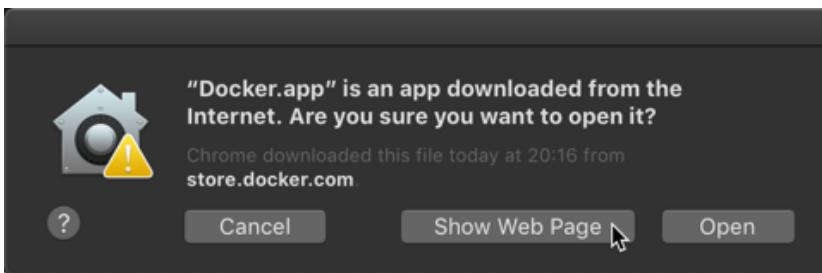 “Docker.app” is an app downloaded from the
Internet. Are you sure you want to open it?
Chrome downloaded this file today at 20:16 from
store.docker.com.
?
Cancel
Show Web Page
Open